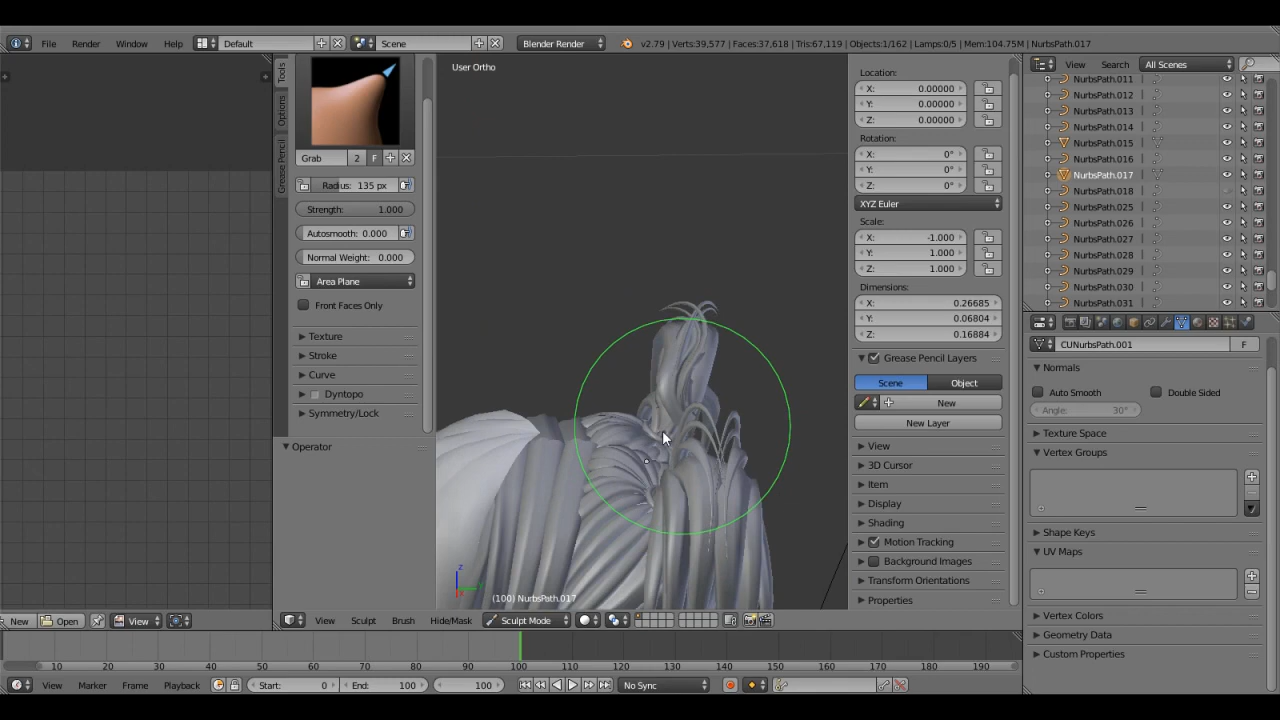 File Render Window Help Default Scene Blender Render v2.79 | Verts:39,577 | Faces:37,618 | Tris:67,119 | Objects:1/162 | Lamps:0/5 | Mem:104.75M | NurbsPath.017
Tools
Options
Grease Pencil
Grab 2 F
Radius: 135 px
Strength: 1.000
Autosmooth: 0.000
Normal Weight: 0.000
Area Plane
Front Faces Only
Texture
Stroke
Curve
Dyntopo
Symmetry/Lock
Operator
User Ortho
z
(100) NurbsPath.017
Location:
X: 0.00000
Y: 0.00000
Z: 0.00000
Rotation:
X: 0°
Y: 0°
Z: 0°
XYZ Euler
Scale:
X: -1.000
Y: 1.000
Z: 1.000
Dimensions:
X: 0.26685
Y: 0.06804
Z: 0.16884
Grease Pencil Layers
Scene Object
New
New Layer
View
3D Cursor
Item
Display
Shading
Motion Tracking
Background Images
Transform Orientations
Properties
View Search All Scenes
NurbsPath.011
NurbsPath.012
NurbsPath.013
NurbsPath.014
NurbsPath.015
NurbsPath.016
NurbsPath.017
NurbsPath.018
NurbsPath.025
NurbsPath.026
NurbsPath.027
NurbsPath.028
NurbsPath.029
NurbsPath.030
NurbsPath.031
CUNurbsPath.001 F
Normals
Auto Smooth Double Sided
Angle: 30°
Texture Space
Vertex Groups
Shape Keys
UV Maps
Vertex Colors
Geometry Data
Custom Properties
New Open View
View Sculpt Brush Hide/Mask Sculpt Mode
10 20 30 40 50 60 70 80 90 100 110 120 130 140 150 160 170 180 190
View Marker Frame Playback Start: 0 End: 100 100 No Sync